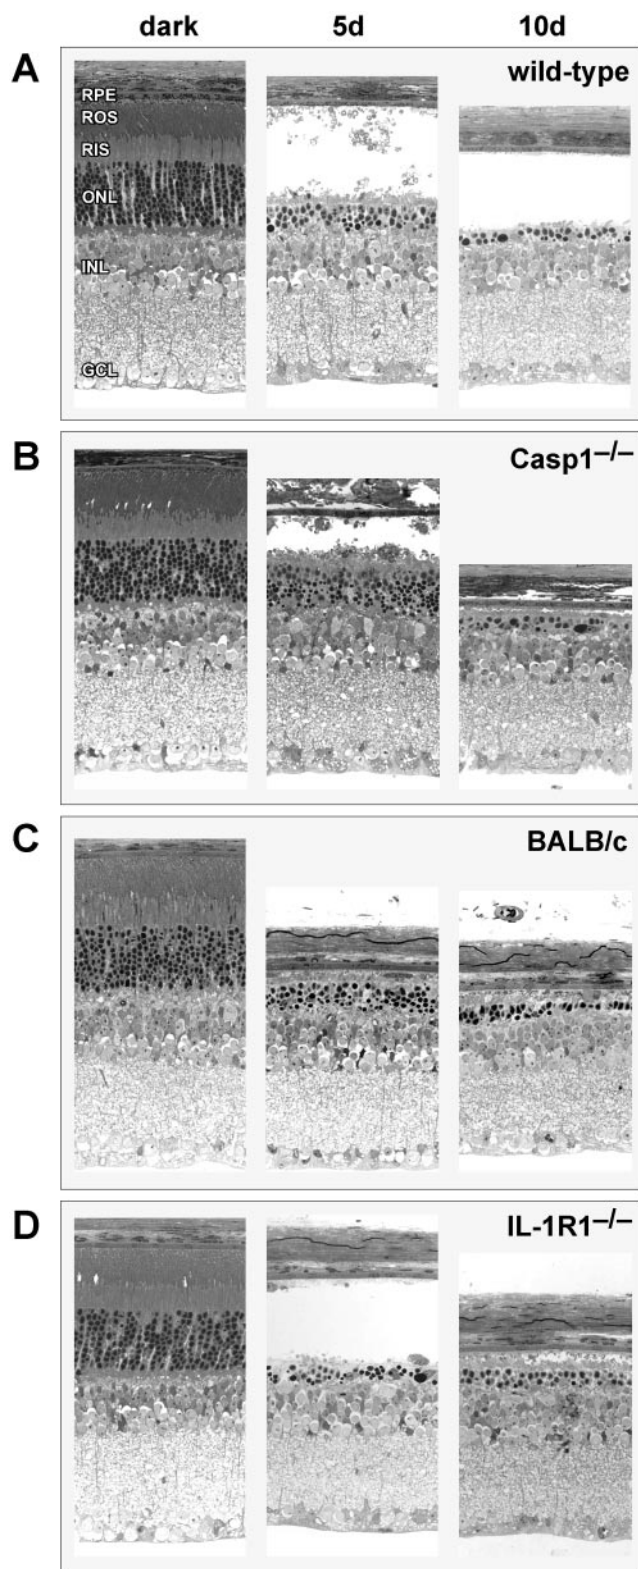 dark 5d 10d
A wild-type
RPE
ROS
RIS
ONL
INL
GCL
B Casp1–/–
C BALB/c
D IL-1R1–/–